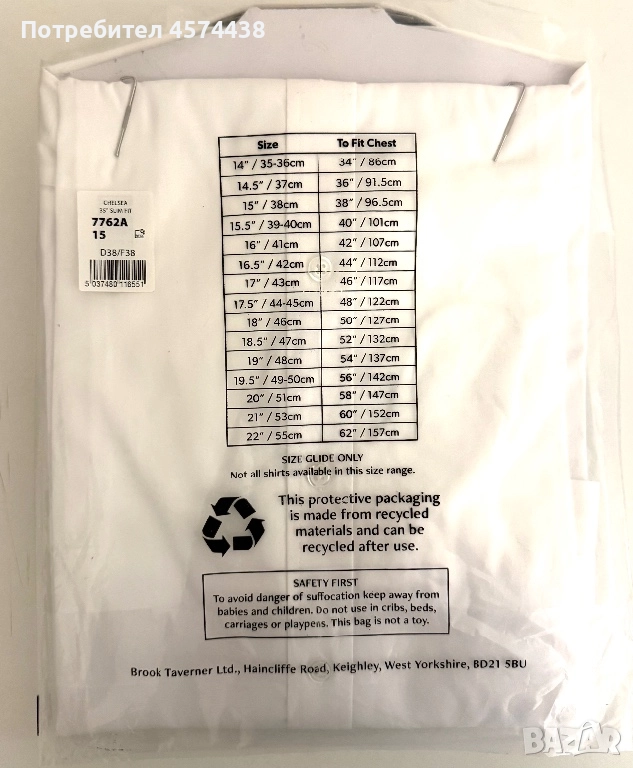 Потребител 4574438
Size To Fit Chest
14" / 35-36cm 34" / 86cm
14.5" / 37cm 36" / 91.5cm
15" / 38cm 38" / 96.5cm
15.5" / 39-40cm 40" / 101cm
16" / 41cm 42" / 107cm
16.5" / 42cm 44" / 112cm
17" / 43cm 46" / 117cm
17.5" / 44-45cm 48" / 122cm
18" / 46cm 50" / 127cm
18.5" / 47cm 52" / 132cm
19" / 48cm 54" / 137cm
19.5" / 49-50cm 56" / 142cm
20" / 51cm 58" / 147cm
21" / 53cm 60" / 152cm
22" / 55cm 62" / 157cm
CHELSEA
35" SLIM FIT
7762A
15
D38/F38
5 037480 116551
SIZE GUIDE ONLY
Not all shirts available in this size range.
This protective packaging
is made from recycled
materials and can be
recycled after use.
SAFETY FIRST
To avoid danger of suffocation keep away from
babies and children. Do not use in cribs, beds,
carriages or playpens. This bag is not a toy.
Brook Taverner Ltd., Haincliffe Road, Keighley, West Yorkshire, BD21 5BU
BAZAR